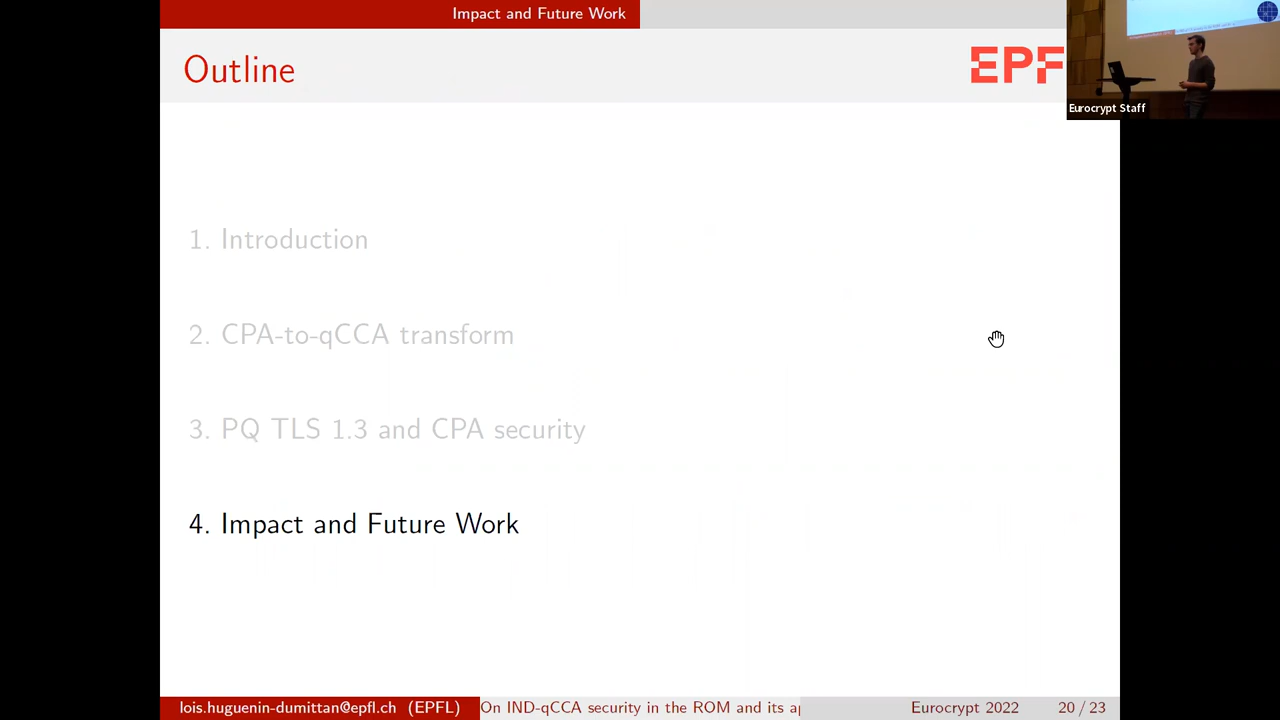 Impact and Future Work
Outline
EPF
Eurocrypt Staff
1. Introduction
2. CPA-to-qCCA transform
3. PQ TLS 1.3 and CPA security
4. Impact and Future Work
lois.huguenin-dumittan@epfl.ch (EPFL)
On IND-qCCA security in the ROM and its a
Eurocrypt 2022
20 / 23